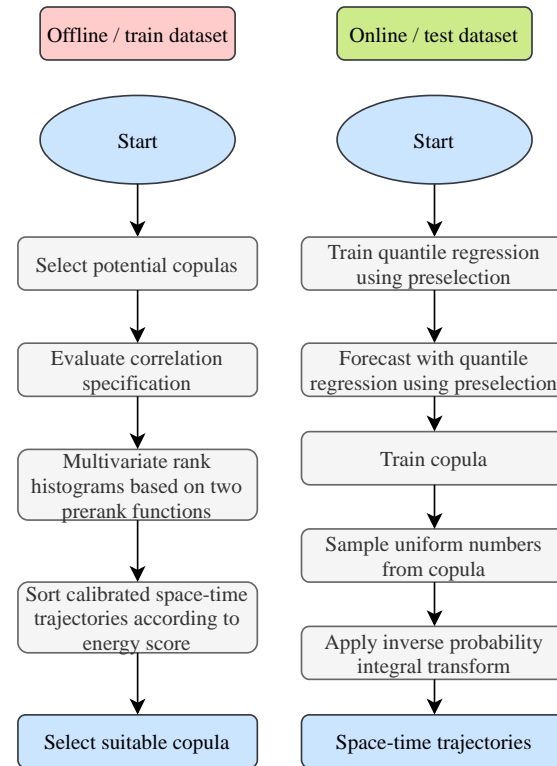 Offline / train dataset
Start
Select potential copulas
Evaluate correlation
specification
Multivariate rank
histograms based on two
prerank functions
Sort calibrated space-time
trajectories according to
energy score
Select suitable copula
Online / test dataset
Start
Train quantile regression
using preselection
Forecast with quantile
regression using preselection
Train copula
Sample uniform numbers
from copula
Apply inverse probability
integral transform
Space-time trajectories